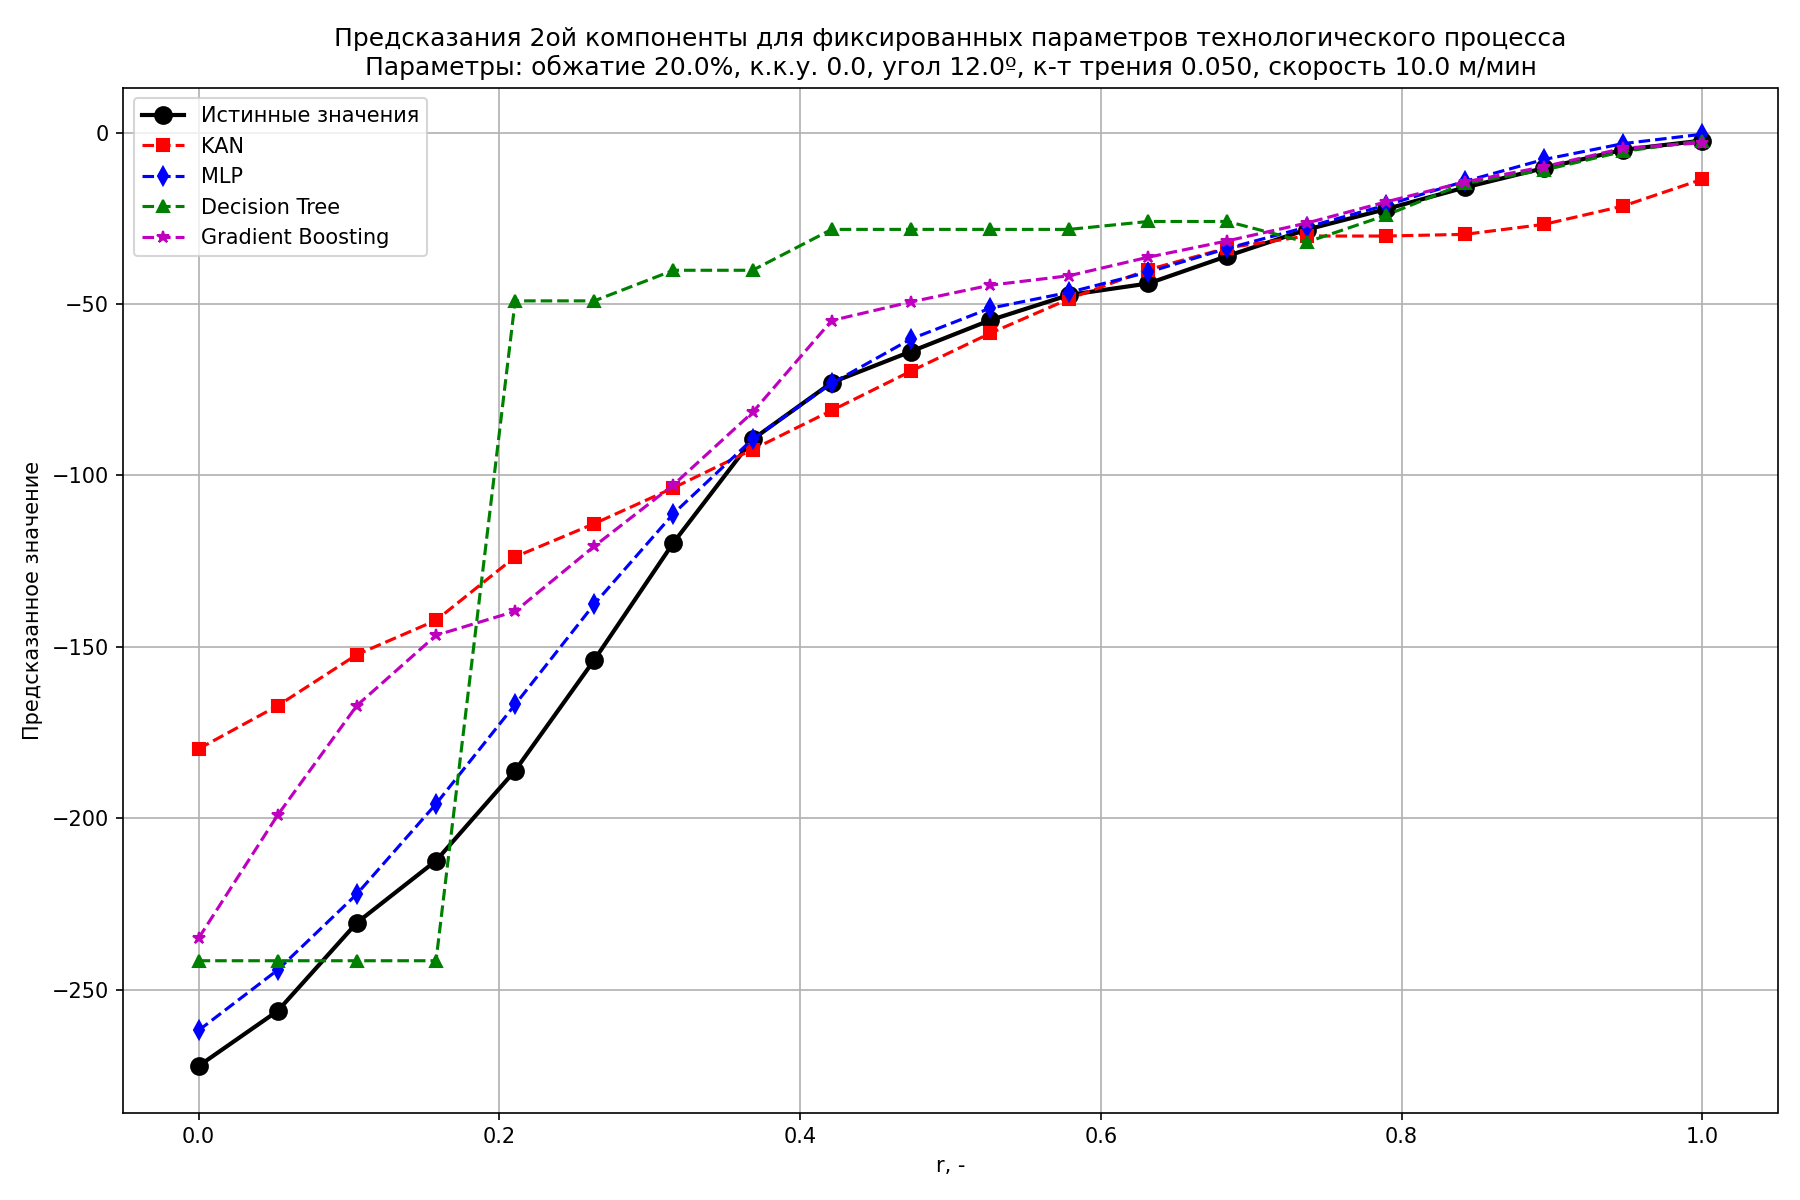 Предсказания 2ой компоненты для фиксированных параметров технологического процесса
Параметры: обжатие 20.0%, к.к.у. 0.0, угол 12.0º, к-т трения 0.050, скорость 10.0 м/мин
Истинные значения
KAN
MLP
Decision Tree
Gradient Boosting
Предсказанное значение
0
−50
−100
−150
−200
−250
0.0
0.2
0.4
0.6
0.8
1.0
r, -